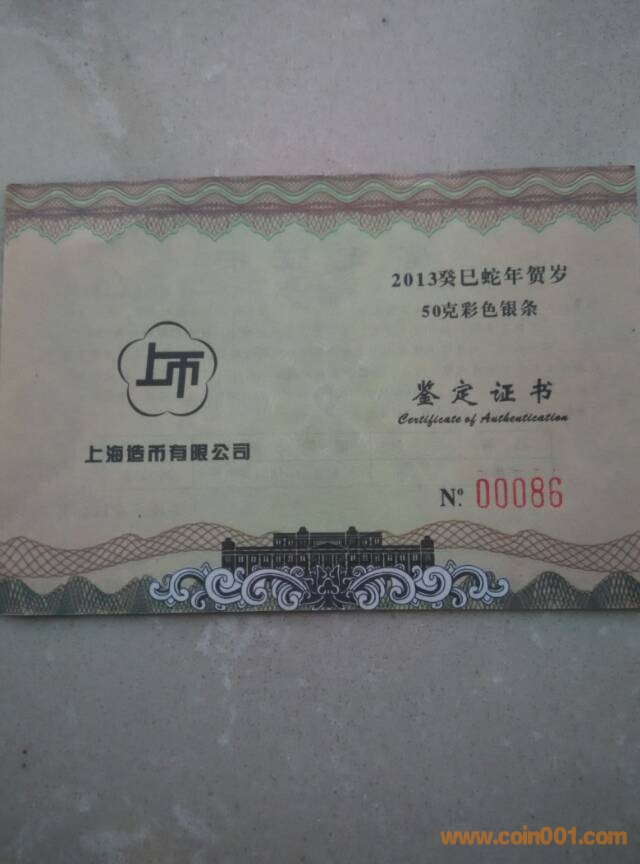 2013癸巳蛇年贺岁
50克彩色银条
上币
上海造币有限公司
鉴定证书
Certificate of Authentication
Nº. 00086
www.coin001.com